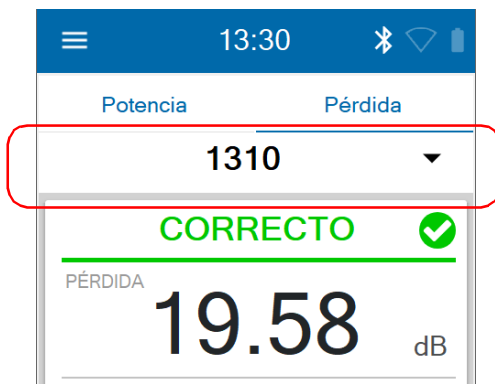 13:30
Potencia Pérdida
1310
CORRECTO
PÉRDIDA
19.58 dB